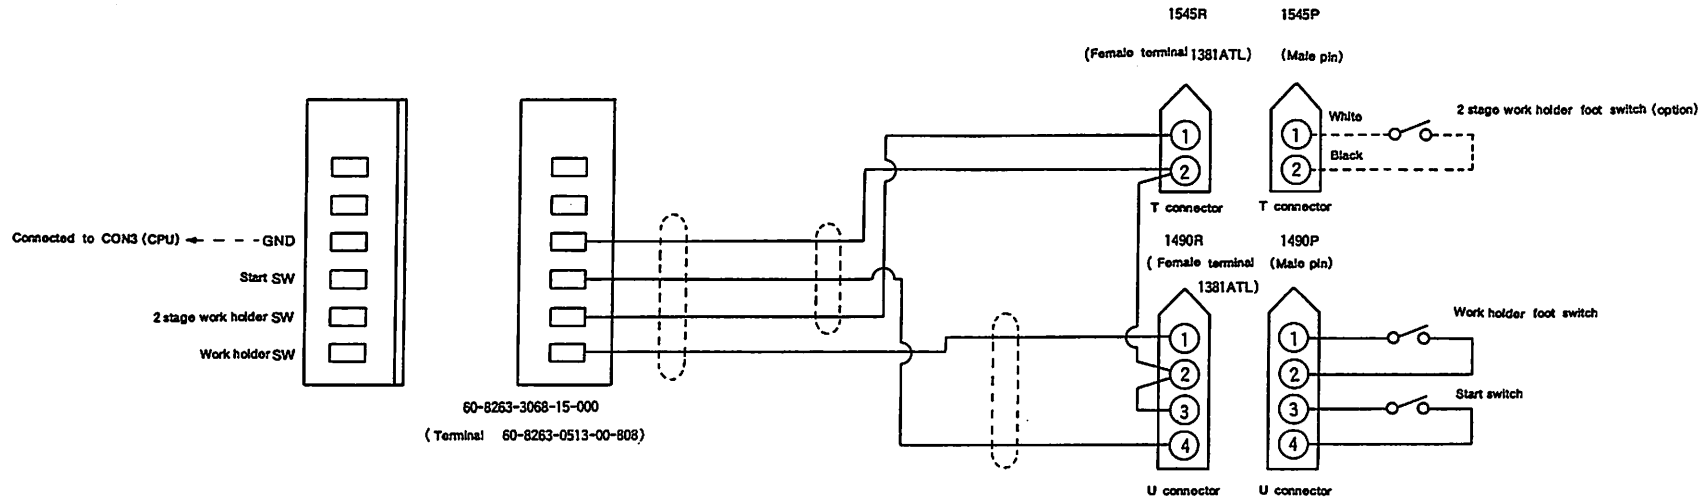 1545R
1545P
(Female terminal 1381ATL)
(Male pin)
1
2
T connector
1
2
T connector
White
Black
2 stage work holder foot switch (option)
Connected to CON3 (CPU)
GND
Start SW
2 stage work holder SW
Work holder SW
60-8263-3068-15-000
(Terminal 60-8263-0513-00-808)
1490R
1490P
(Female terminal
1381ATL)
(Male pin)
1
2
3
4
U connector
1
2
3
4
U connector
Work holder foot switch
Start switch